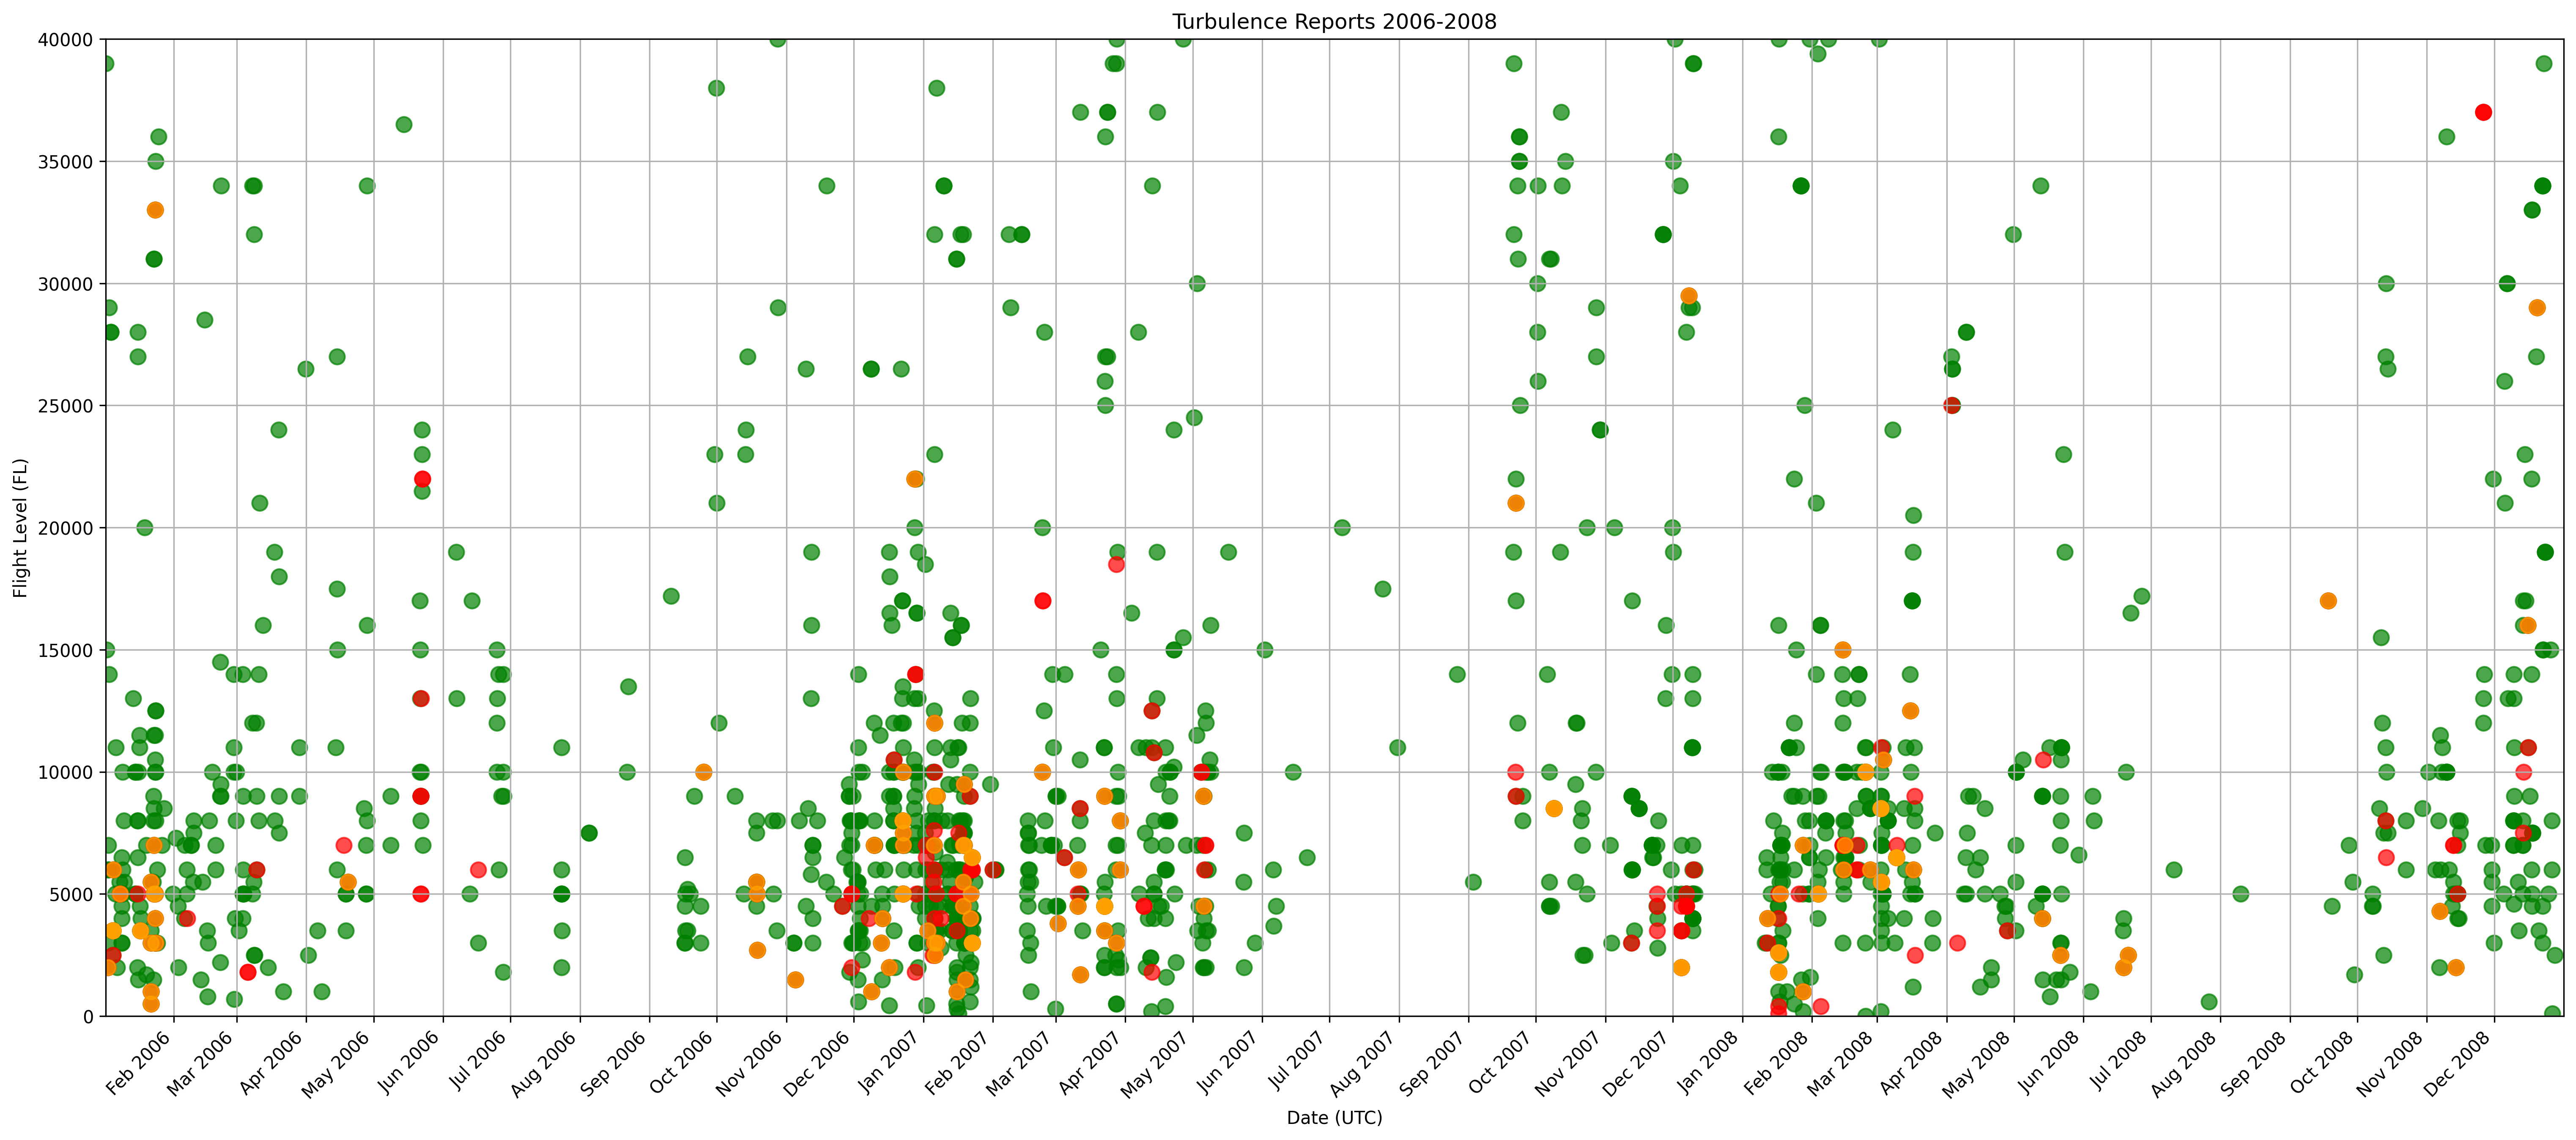 Turbulence Reports 2006-2008
40000
35000
30000
25000
20000
15000
10000
5000
0
Flight Level (FL)
Feb 2006
Mar 2006
Apr 2006
May 2006
Jun 2006
Jul 2006
Aug 2006
Sep 2006
Oct 2006
Nov 2006
Dec 2006
Jan 2007
Feb 2007
Mar 2007
Apr 2007
May 2007
Jun 2007
Jul 2007
Aug 2007
Sep 2007
Oct 2007
Nov 2007
Dec 2007
Jan 2008
Feb 2008
Mar 2008
Apr 2008
May 2008
Jun 2008
Jul 2008
Aug 2008
Sep 2008
Oct 2008
Nov 2008
Dec 2008
Date (UTC)